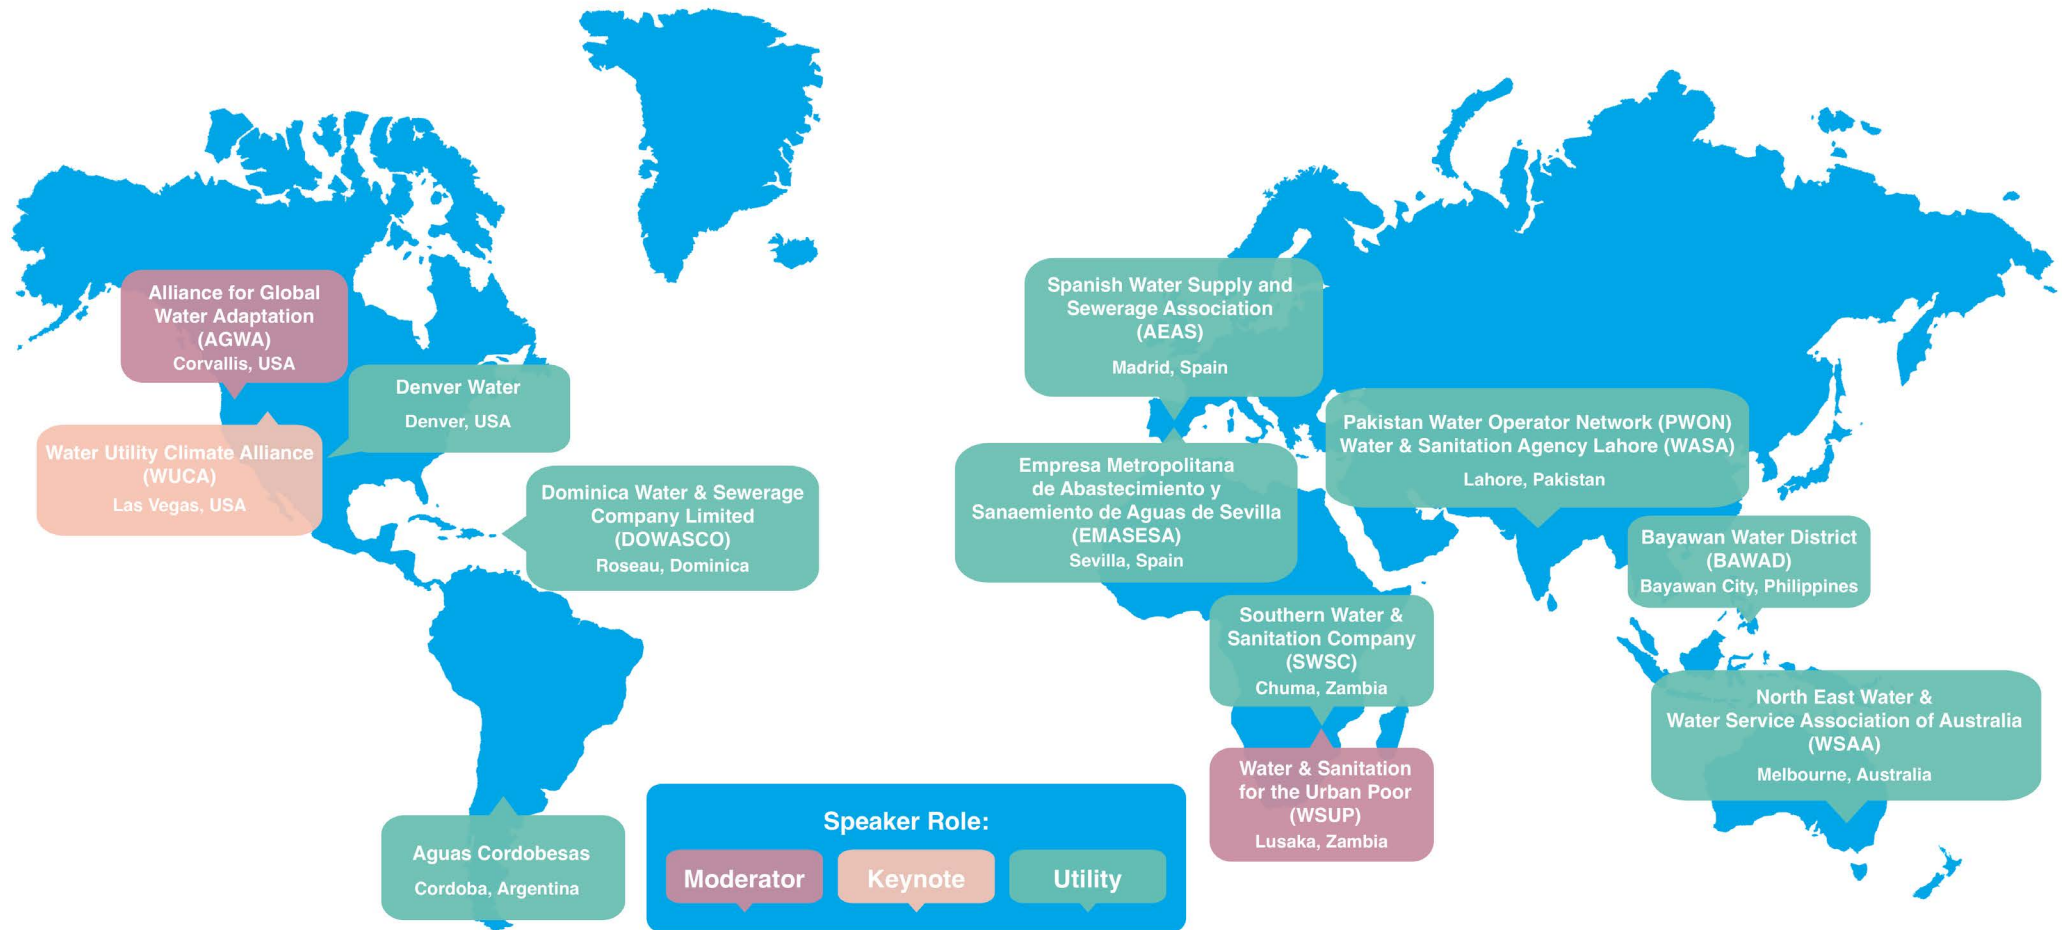 Alliance for Global
Water Adaptation
(AGWA)
Corvallis, USA
Denver Water
Denver, USA
Water Utility Climate Alliance
(WUCA)
Las Vegas, USA
Dominica Water & Sewerage
Company Limited
(DOWASCO)
Roseau, Dominica
Aguas Cordobesas
Cordoba, Argentina
Spanish Water Supply and
Sewerage Association
(AEAS)
Madrid, Spain
Empresa Metropolitana
de Abastecimiento y
Sanaemiento de Aguas de Sevilla
(EMASESA)
Sevilla, Spain
Pakistan Water Operator Network (PWON)
Water & Sanitation Agency Lahore (WASA)
Lahore, Pakistan
Bayawan Water District
(BAWAD)
Bayawan City, Philippines
Southern Water &
Sanitation Company
(SWSC)
Chuma, Zambia
Water & Sanitation
for the Urban Poor
(WSUP)
Lusaka, Zambia
North East Water &
Water Service Association of Australia
(WSAA)
Melbourne, Australia
Speaker Role:
Moderator
Keynote
Utility